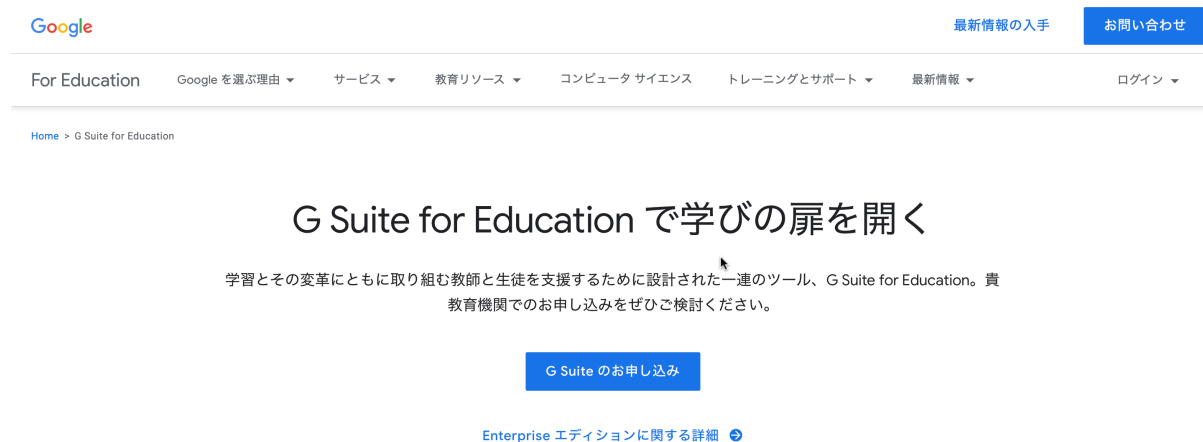 Google
最新情報の入手
お問い合わせ
For Education
Google を選ぶ理由
サービス
教育リソース
コンピュータ サイエンス
トレーニングとサポート
最新情報
ログイン
Home > G Suite for Education
G Suite for Education で学びの扉を開く
学習とその変革にともに取り組む教師と生徒を支援するために設計された一連のツール、G Suite for Education。貴
教育機関でのお申し込みをぜひご検討ください。
G Suite のお申し込み
Enterprise エディションに関する詳細